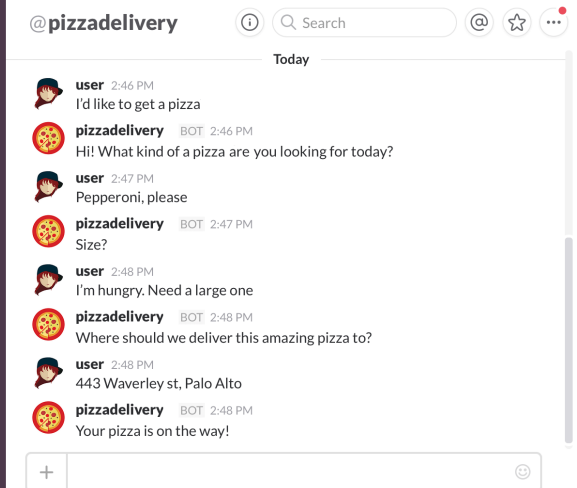 @pizzadelivery
Search
Today
user 2:46 PM
I'd like to get a pizza
pizzadelivery BOT 2:46 PM
Hi! What kind of a pizza are you looking for today?
user 2:47 PM
Pepperoni, please
pizzadelivery BOT 2:47 PM
Size?
user 2:48 PM
I'm hungry. Need a large one
pizzadelivery BOT 2:48 PM
Where should we deliver this amazing pizza to?
user 2:48 PM
443 Waverley st, Palo Alto
pizzadelivery BOT 2:48 PM
Your pizza is on the way!